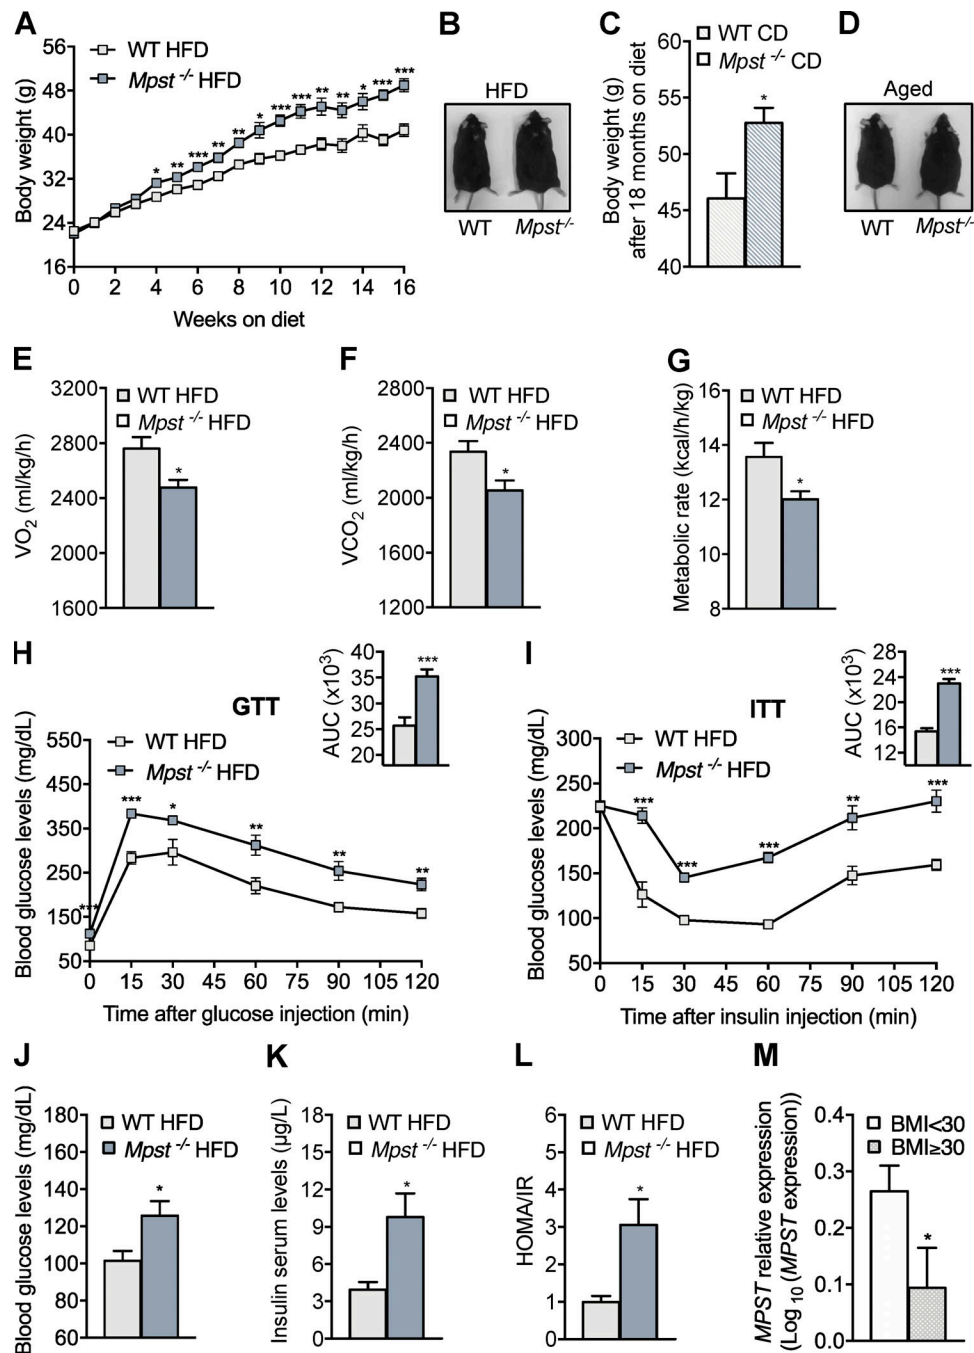 A
Body weight (g)
56
48
40
32
24
16
WT HFD
Mpst -/- HFD
* ** *** ** ** * *** *** ** ** * *** ***
0 2 4 6 8 10 12 14 16
Weeks on diet
B
HFD
WT Mpst-/-
C
Body weight (g)
after 18 months on diet
60
55
50
45
40
WT CD
Mpst -/- CD
*
D
Aged
WT Mpst-/-
E
VO2 (ml/kg/h)
3200
2800
2400
2000
1600
WT HFD
Mpst -/- HFD
*
F
VCO2 (ml/kg/h)
2800
2400
2000
1600
1200
WT HFD
Mpst -/- HFD
*
G
Metabolic rate (kcal/h/kg)
16
14
12
10
8
WT HFD
Mpst -/- HFD
*
H
GTT
Blood glucose levels (mg/dL)
550
450
350
250
150
50
WT HFD
Mpst -/- HFD
*** *** * ** ** **
0 15 30 45 60 75 90 105 120
Time after glucose injection (min)
AUC (x10³)
40
35
30
25
20
***
I
ITT
Blood glucose levels (mg/dL)
300
250
200
150
100
50
WT HFD
Mpst -/- HFD
*** *** *** ** ***
0 15 30 45 60 75 90 105 120
Time after insulin injection (min)
AUC (x10³)
28
24
20
16
12
***
J
Blood glucose levels (mg/dL)
180
160
140
120
100
80
60
WT HFD
Mpst -/- HFD
*
K
Insulin serum levels (µg/L)
18
15
12
9
6
3
0
WT HFD
Mpst -/- HFD
*
L
HOMA/IR
6
5
4
3
2
1
0
WT HFD
Mpst -/- HFD
*
M
MPST relative expression
(Log 10 (MPST expression))
0.4
0.3
0.2
0.1
0.0
BMI<30
BMI≥30
*